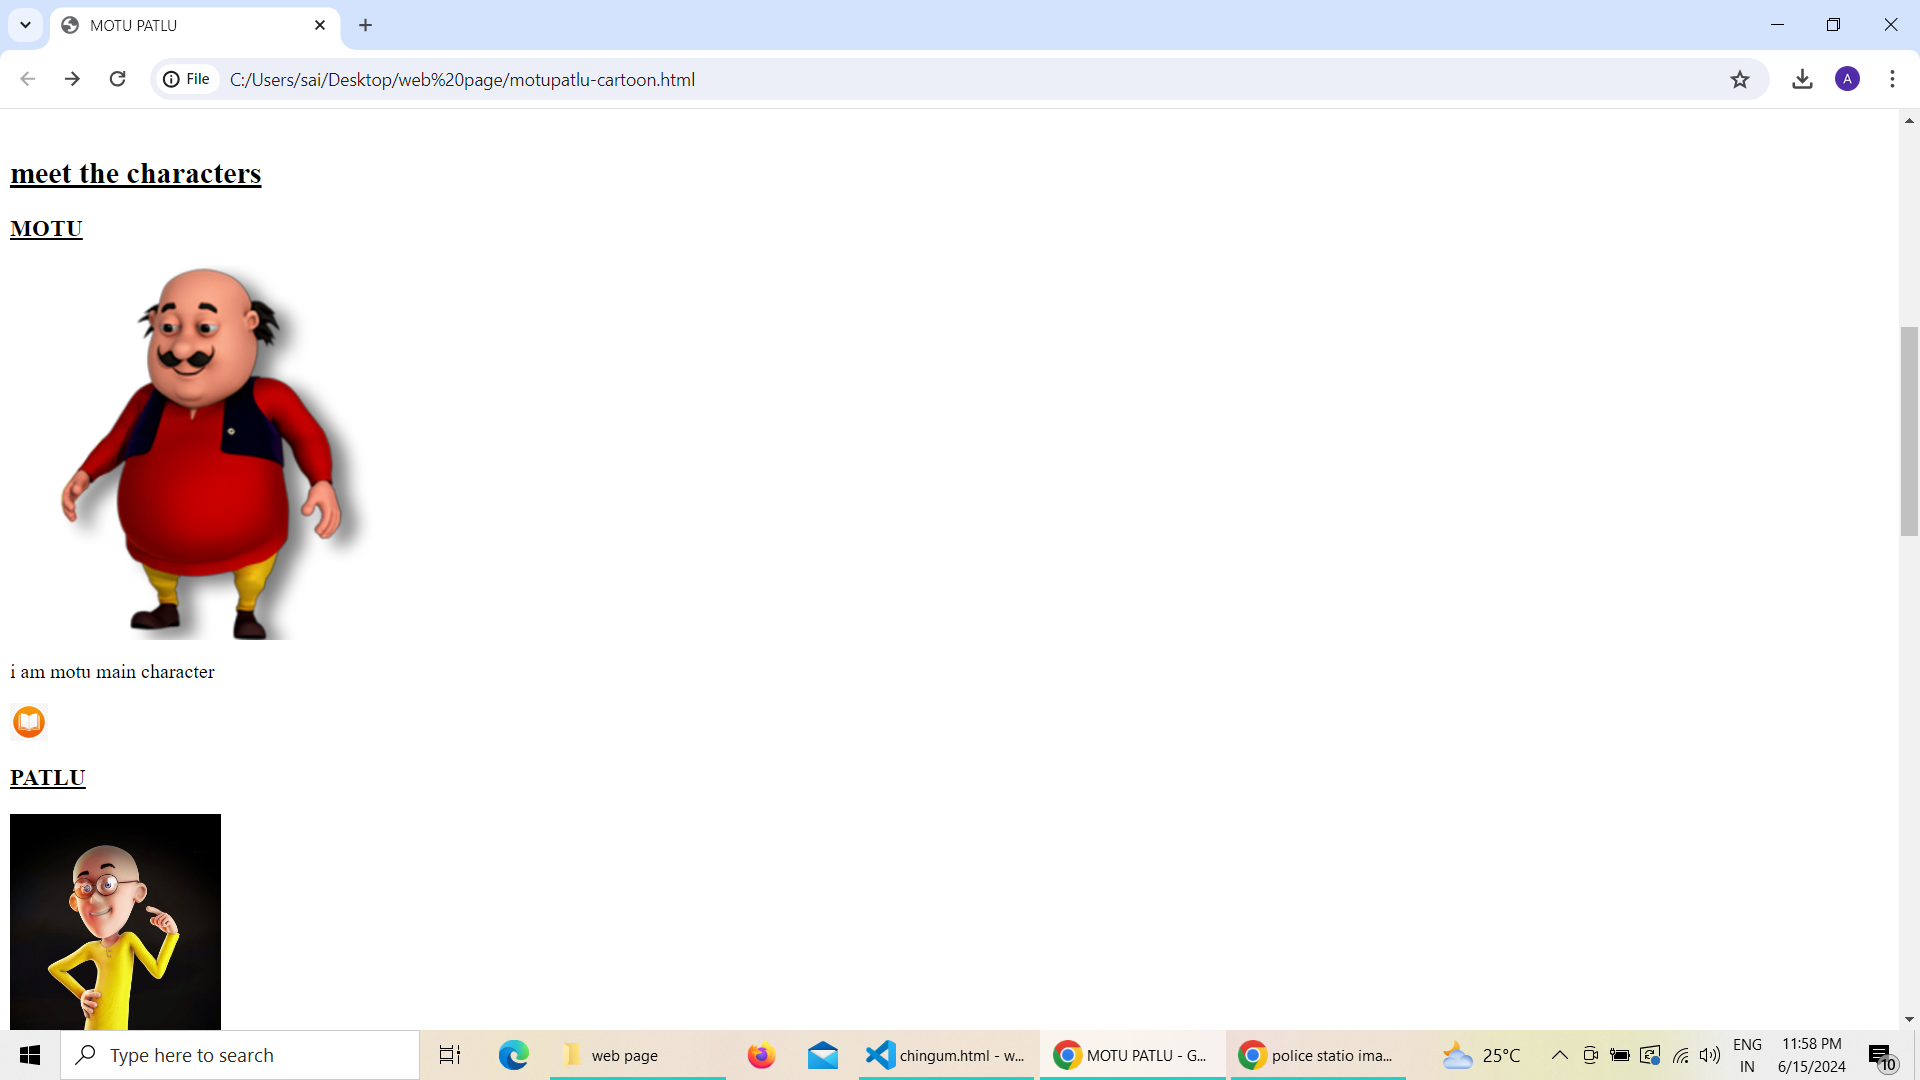 MOTU PATLU
File
C:/Users/sai/Desktop/web%20page/motupatlu-cartoon.html
A
meet the characters
MOTU
i am motu main character
PATLU
Type here to search
web page
chingum.html - w...
MOTU PATLU - G...
police statio ima...
25°C
ENG
IN
11:58 PM
6/15/2024
10